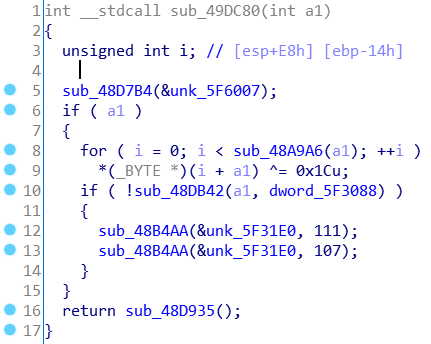 1 int __stdcall sub_49DC80(int a1)
2 {
3 unsigned int i; // [esp+E8h] [ebp-14h]
4
5 sub_48D7B4(&unk_5F6007);
6 if ( a1 )
7 {
8 for ( i = 0; i < sub_48A9A6(a1); ++i )
9 *(_BYTE *)(i + a1) ^= 0x1Cu;
10 if ( !sub_48DB42(a1, dword_5F3088) )
11 {
12 sub_48B4AA(&unk_5F31E0, 111);
13 sub_48B4AA(&unk_5F31E0, 107);
14 }
15 }
16 return sub_48D935();
17 }